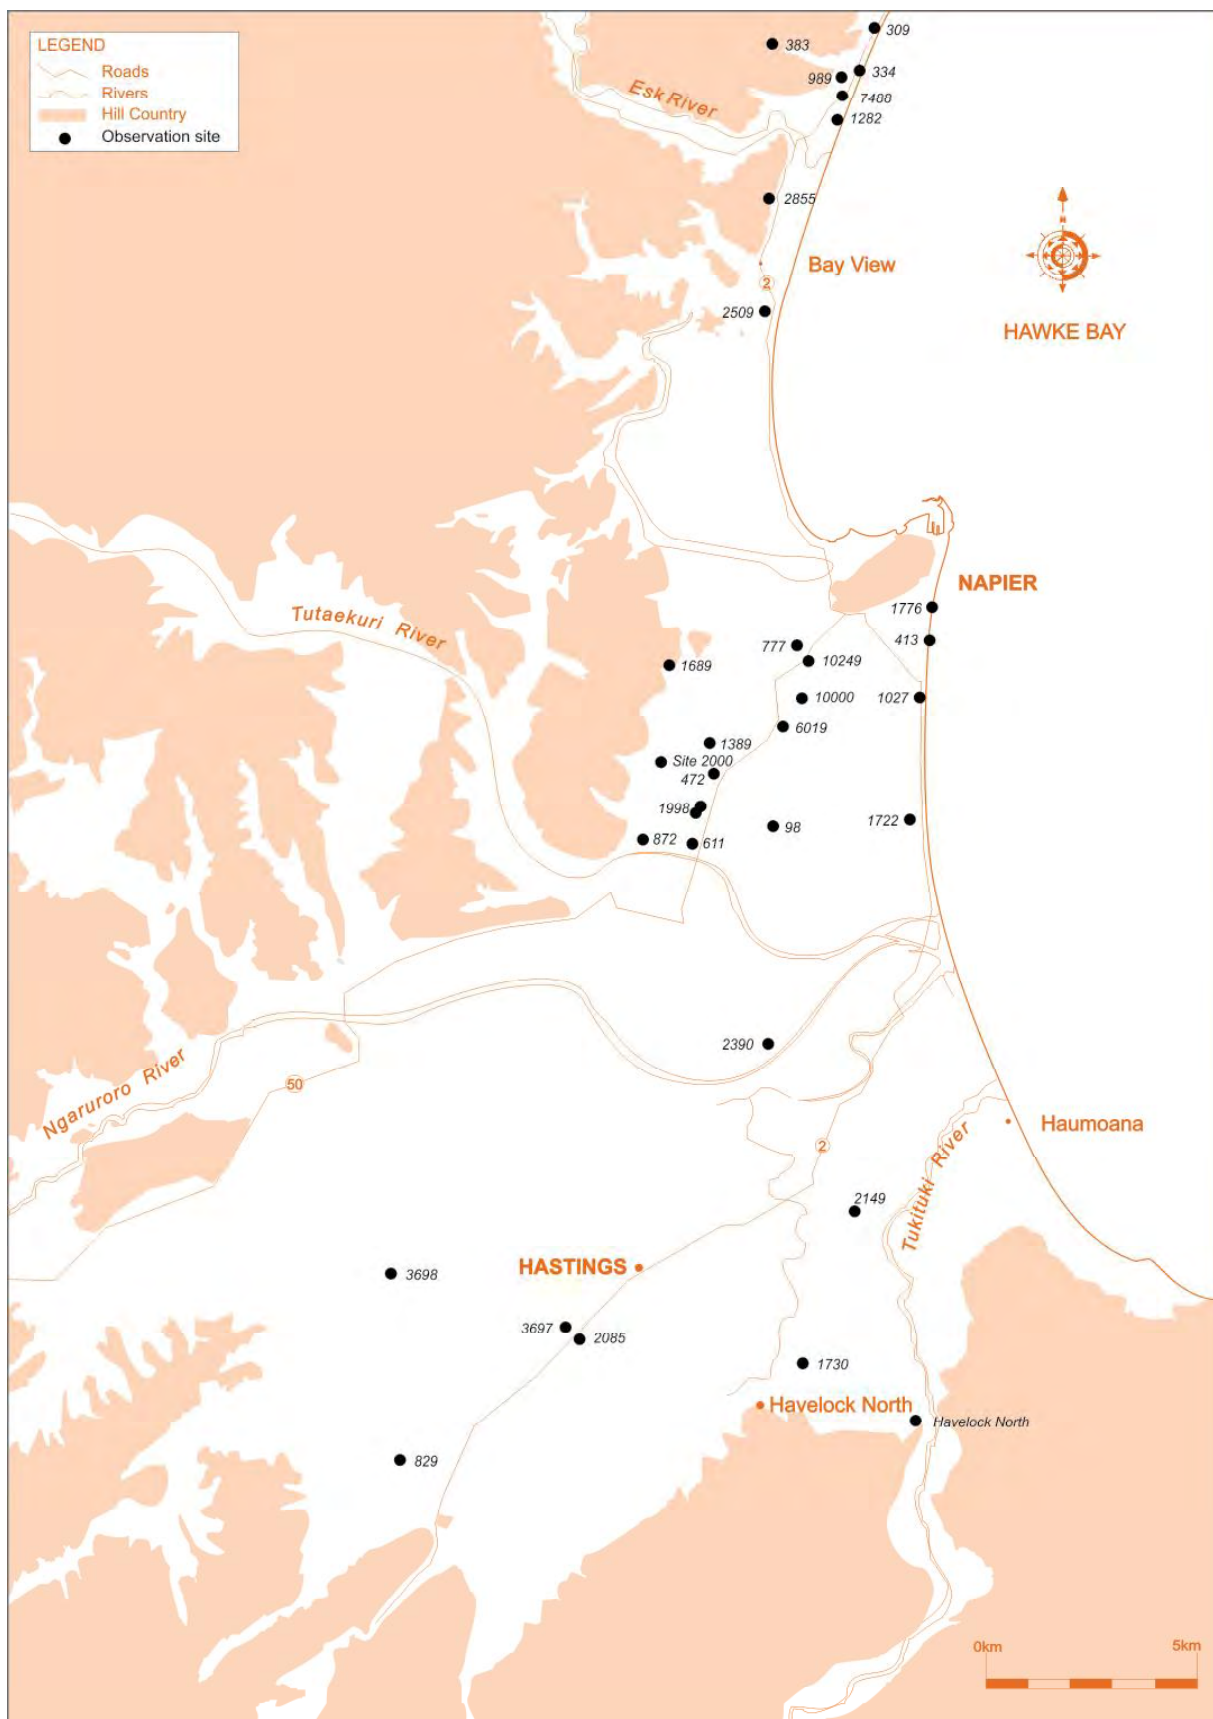 LEGEND
Roads
Rivers
Hill Country
Observation site
309
383
334
989
7400
1282
Esk River
2855
Bay View
2
2509
HAWKE BAY
NAPIER
1776
413
Tutaekuri River
777
10249
1689
10000
1027
6019
1389
Site 2000
472
1998
98
1722
872
611
2390
Ngaruroro River
50
2
Haumoana
Tukituki River
2149
HASTINGS
3698
3697
2085
1730
Havelock North
Havelock North
829
0km
5km